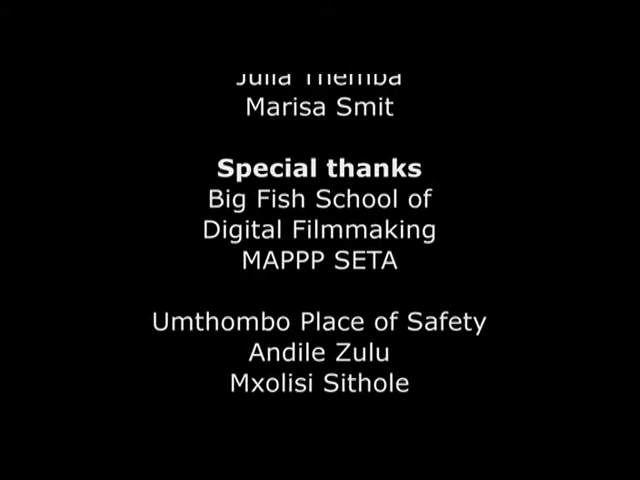 Julia Themba
Marisa Smit
Special thanks
Big Fish School of
Digital Filmmaking
MAPPP SETA
Umthombo Place of Safety
Andile Zulu
Mxolisi Sithole